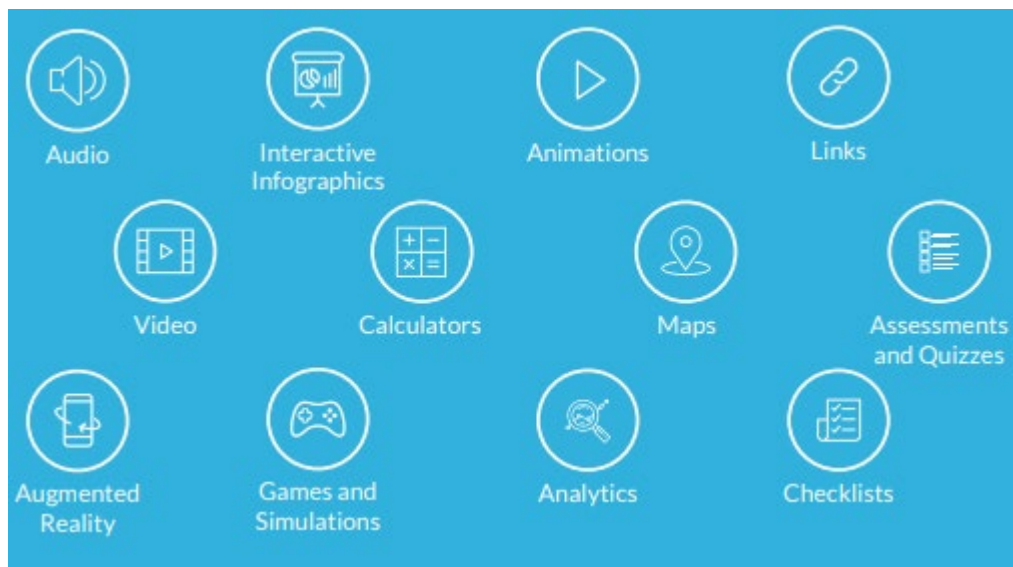 Audio
Interactive
Infographics
Animations
Links
Video
Calculators
Maps
Assessments
and Quizzes
Augmented
Reality
Games and
Simulations
Analytics
Checklists